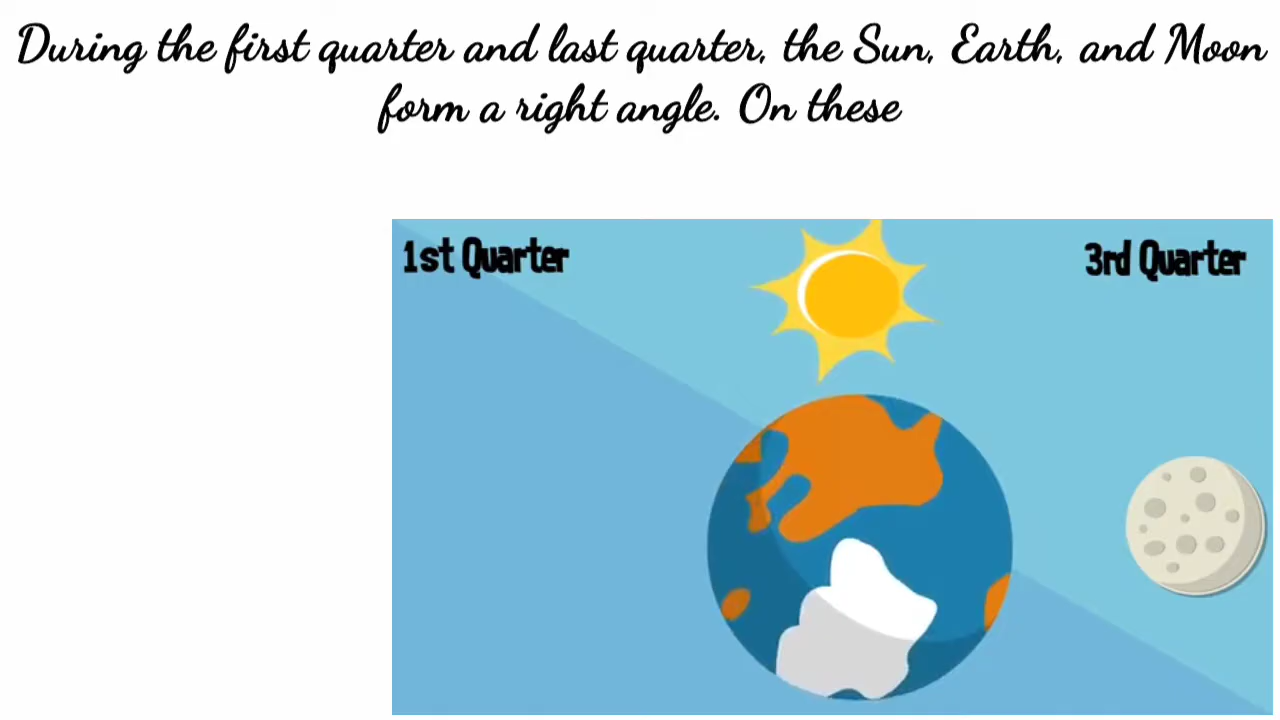 During the first quarter and last quarter, the Sun, Earth, and Moon
form a right angle. On these
1st Quarter
3rd Quarter